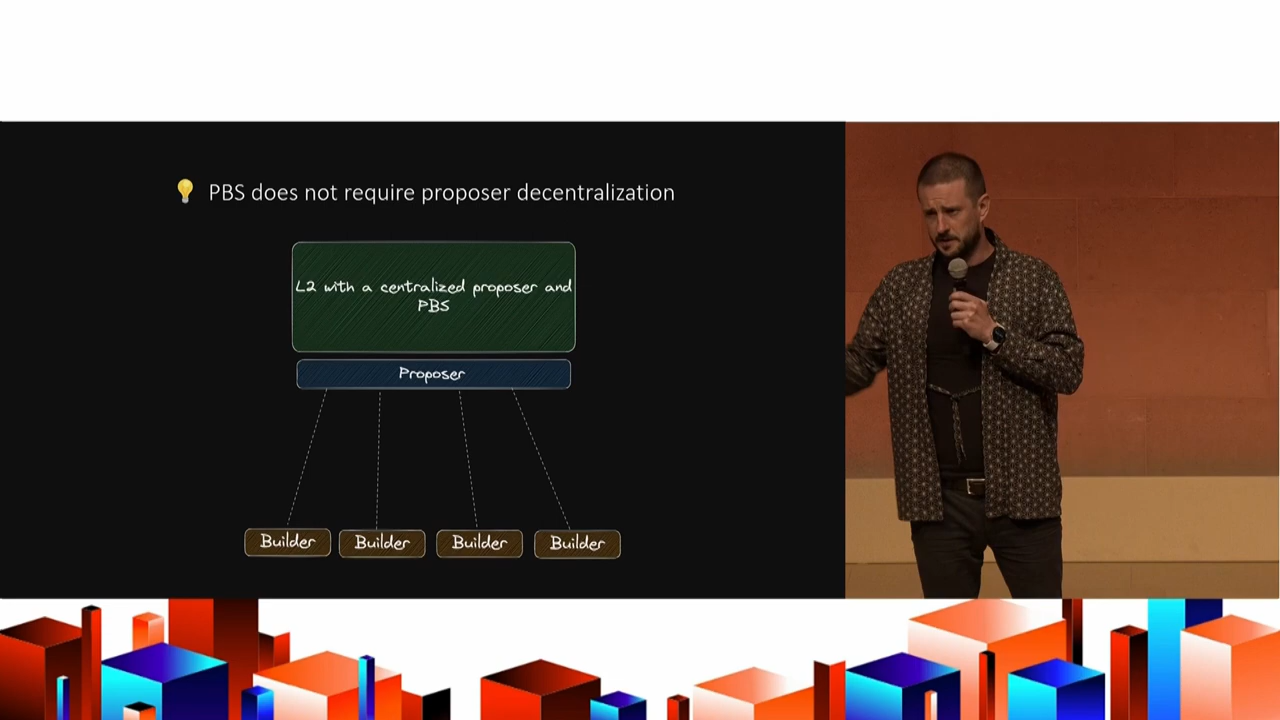 PBS does not require proposer decentralization
L2 with a centralized proposer and
PBS
Proposer
Builder Builder Builder Builder